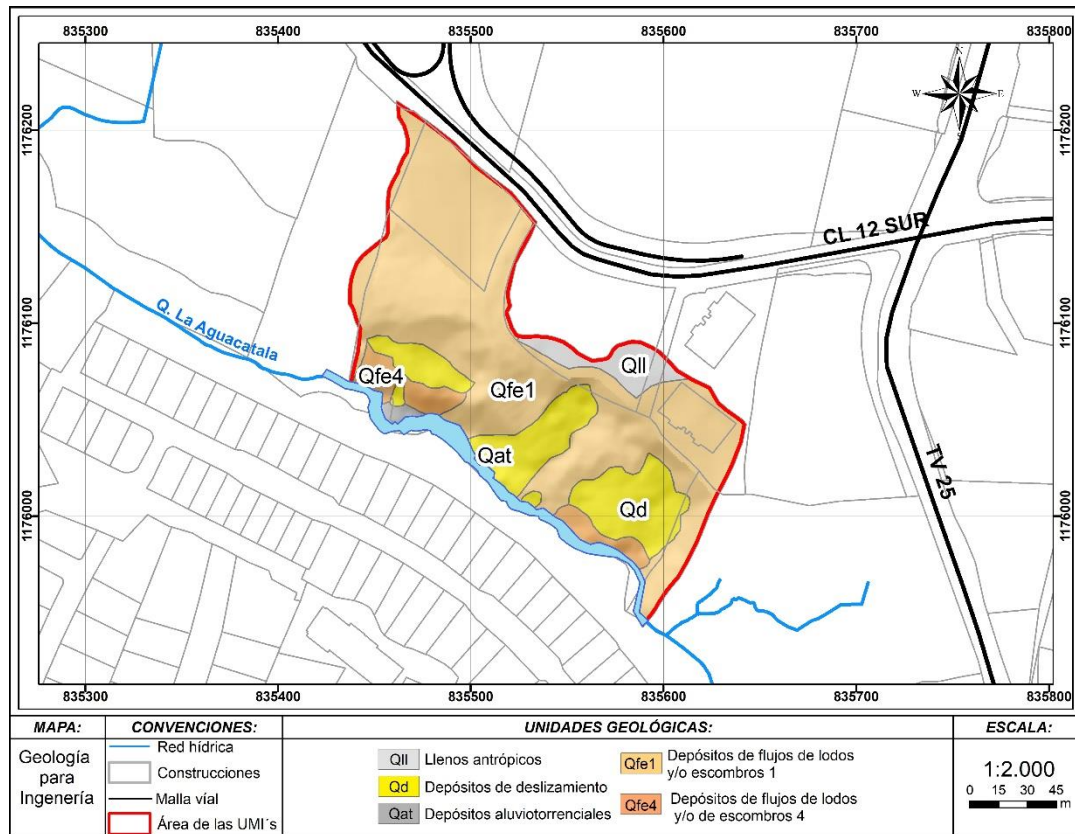 835300 835400 835500 835600 835700 835800
N
W E
S
1176200 1176200
CL 12 SUR
1176100 1176100
Q. La Aguacatala
Qll
Qfe4
Qfe1
Qat
TV 25
Qd
1176000 1176000
835300 835400 835500 835600 835700 835800
MAPA:
Geología
para
Ingenería
CONVENCIONES:
Red hídrica
Construcciones
Malla víal
Área de las UMI´s
UNIDADES GEOLÓGICAS:
Qll Llenos antrópicos
Qd Depósitos de deslizamiento
Qat Depósitos aluviotorrenciales
Qfe1 Depósitos de flujos de lodos
y/o escombros 1
Qfe4 Depósitos de flujos de lodos
y/o de escombros 4
ESCALA:
1:2.000
0 15 30 45
m